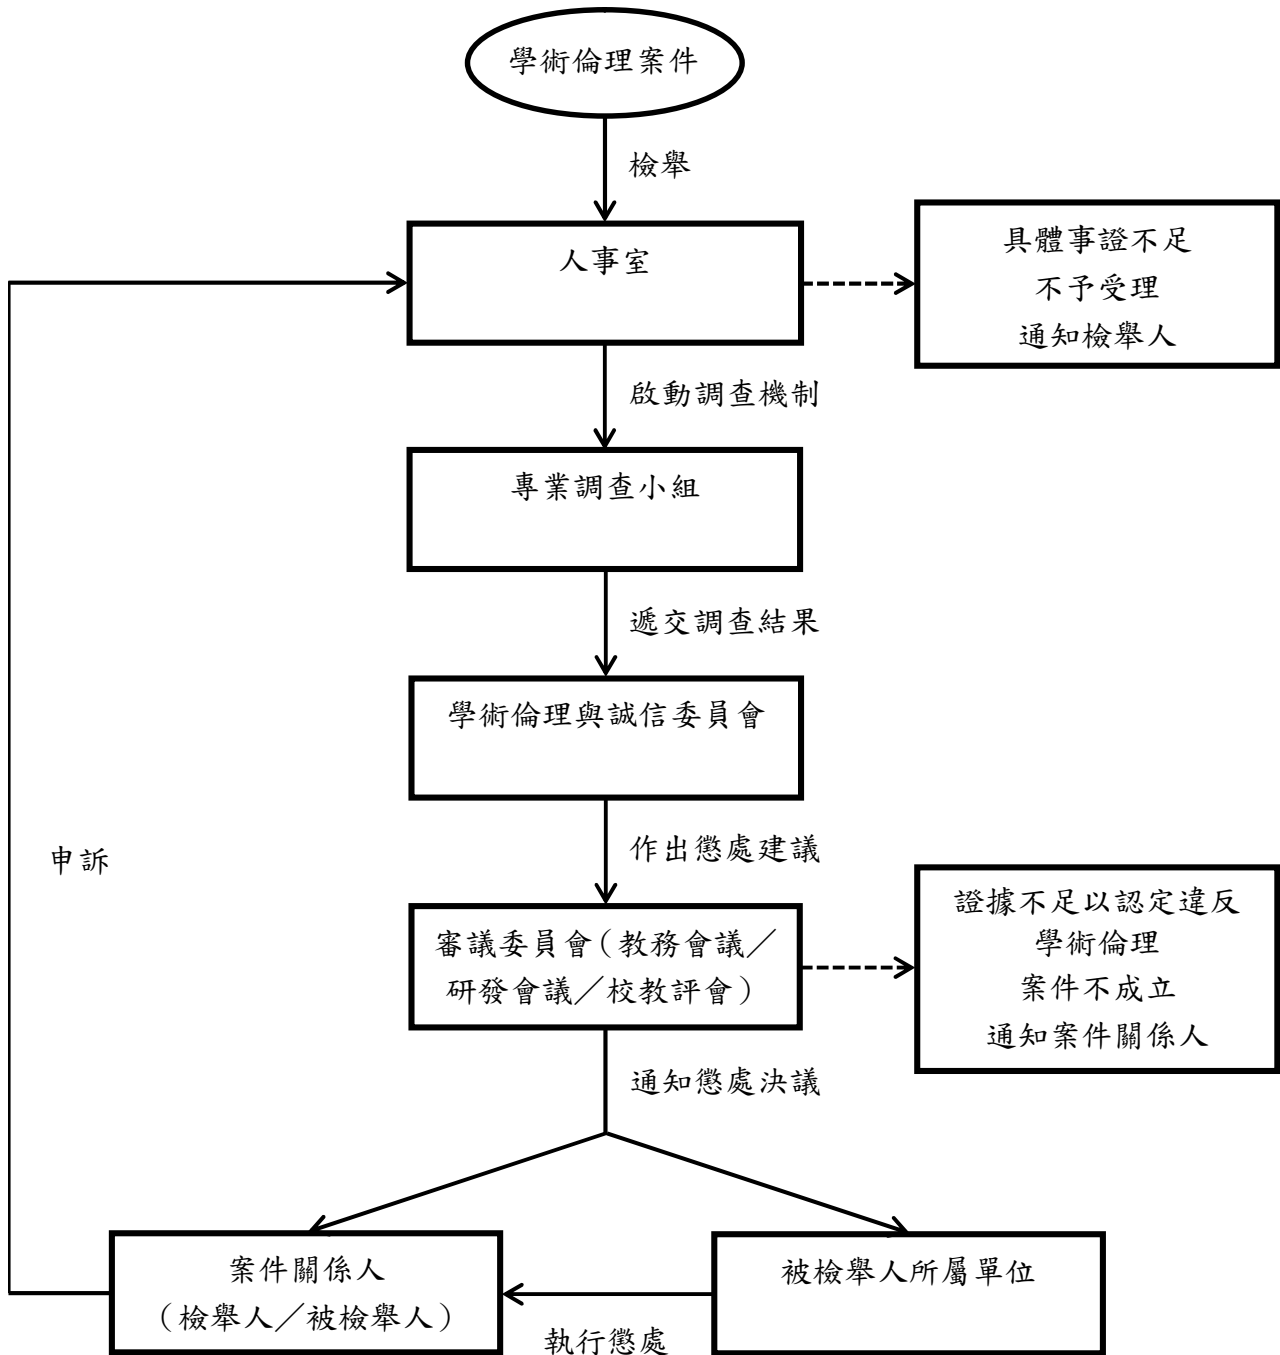 學術倫理案件
檢舉
人事室
具體事證不足
不予受理
通知檢舉人
啟動調查機制
專業調查小組
遞交調查結果
學術倫理與誠信委員會
作出懲處建議
申訴
審議委員會（教務會議／
研發會議／校教評會）
證據不足以認定違反
學術倫理
案件不成立
通知案件關係人
通知懲處決議
案件關係人
（檢舉人／被檢舉人）
被檢舉人所屬單位
執行懲處